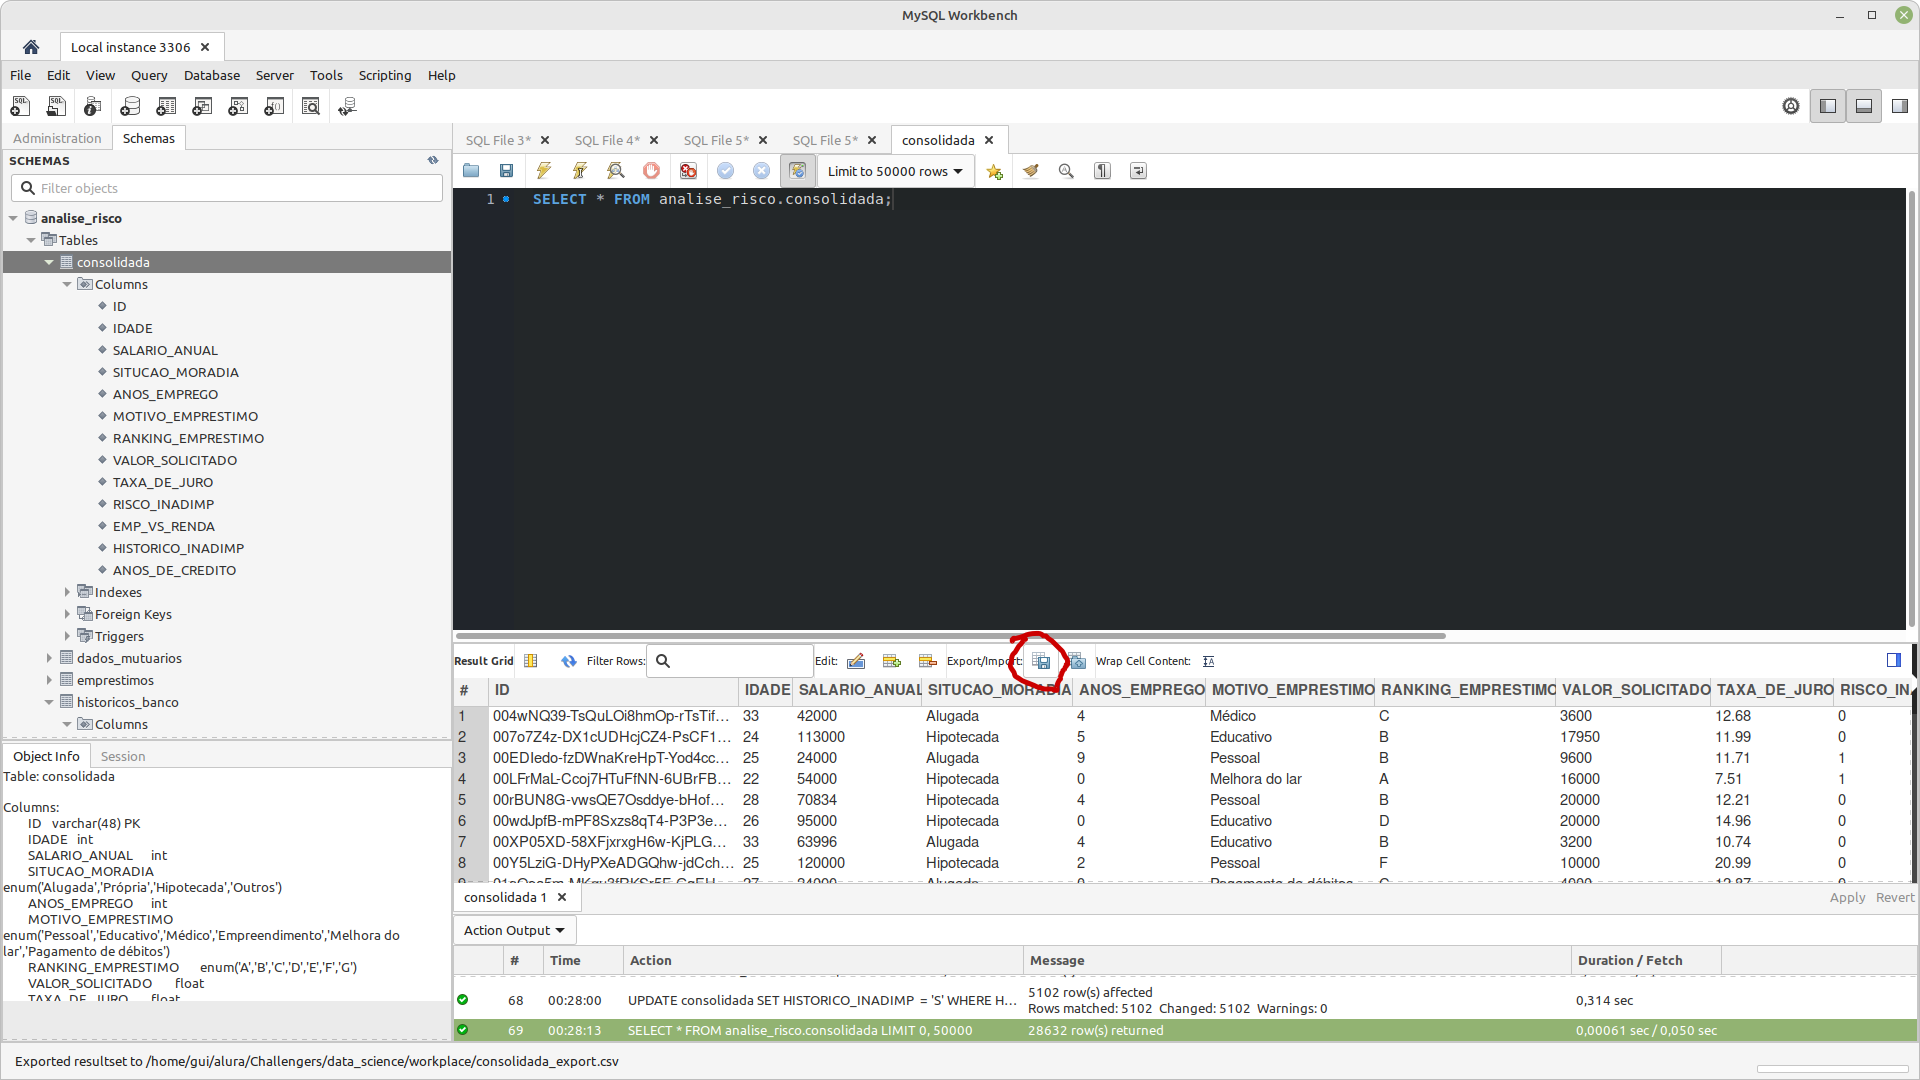 MySQL Workbench
Local instance 3306
File Edit View Query Database Server Tools Scripting Help
Administration Schemas
SCHEMAS
Filter objects
analise_risco
Tables
consolidada
Columns
ID
IDADE
SALARIO_ANUAL
SITUCAO_MORADIA
ANOS_EMPREGO
MOTIVO_EMPRESTIMO
RANKING_EMPRESTIMO
VALOR_SOLICITADO
TAXA_DE_JURO
RISCO_INADIMP
EMP_VS_RENDA
HISTORICO_INADIMP
ANOS_DE_CREDITO
Indexes
Foreign Keys
Triggers
dados_mutuarios
emprestimos
historicos_banco
Columns
Object Info Session
Table: consolidada
Columns:
ID varchar(48) PK
IDADE int
SALARIO_ANUAL int
SITUCAO_MORADIA
enum('Alugada','Própria','Hipotecada','Outros')
ANOS_EMPREGO int
MOTIVO_EMPRESTIMO
enum('Pessoal','Educativo','Médico','Empreendimento','Melhora do
lar','Pagamento de débitos')
RANKING_EMPRESTIMO enum('A','B','C','D','E','F','G')
VALOR_SOLICITADO float
TAXA_DE_JURO float
SQL File 3* SQL File 4* SQL File 5* SQL File 5* consolidada
Limit to 50000 rows
1 SELECT * FROM analise_risco.consolidada;
Result Grid Filter Rows: Edit: Export/Import: Wrap Cell Content:
# ID IDADE SALARIO_ANUAL SITUCAO_MORADIA ANOS_EMPREGO MOTIVO_EMPRESTIMO RANKING_EMPRESTIMO VALOR_SOLICITADO TAXA_DE_JURO RISCO_IN
1 004wNQ39-TsQuLOi8hmOp-rTsTif... 33 42000 Alugada 4 Médico C 3600 12.68 0
2 007o7Z4z-DX1cUDHcjCZ4-PsCF1... 24 113000 Hipotecada 5 Educativo B 17950 11.99 0
3 00EDIedo-fzDWnaKreHpT-Yod4cc... 25 24000 Alugada 9 Pessoal B 9600 11.71 1
4 00LFrMaL-Ccoj7HTuFfNN-6UBrFB... 22 54000 Hipotecada 0 Melhora do lar A 16000 7.51 1
5 00rBUN8G-vwsQE7Osddye-bHof... 28 70834 Hipotecada 4 Pessoal B 20000 12.21 0
6 00wdJpfB-mPF8Sxzs8qT4-P3P3e... 26 95000 Hipotecada 0 Educativo D 20000 14.96 0
7 00XP05XD-58XFjxrxgH6w-KjPLG... 33 63996 Alugada 4 Educativo B 3200 10.74 0
8 00Y5LziG-DHyPXeADGQhw-jdCch... 25 120000 Hipotecada 2 Pessoal F 10000 20.99 0
consolidada 1 Apply Revert
Action Output
# Time Action Message Duration / Fetch
68 00:28:00 UPDATE consolidada SET HISTORICO_INADIMP = 'S' WHERE H... 5102 row(s) affected
Rows matched: 5102 Changed: 5102 Warnings: 0 0,314 sec
69 00:28:13 SELECT * FROM analise_risco.consolidada LIMIT 0, 50000 28632 row(s) returned 0,00061 sec / 0,050 sec
Exported resultset to /home/gui/alura/Challengers/data_science/workplace/consolidada_export.csv